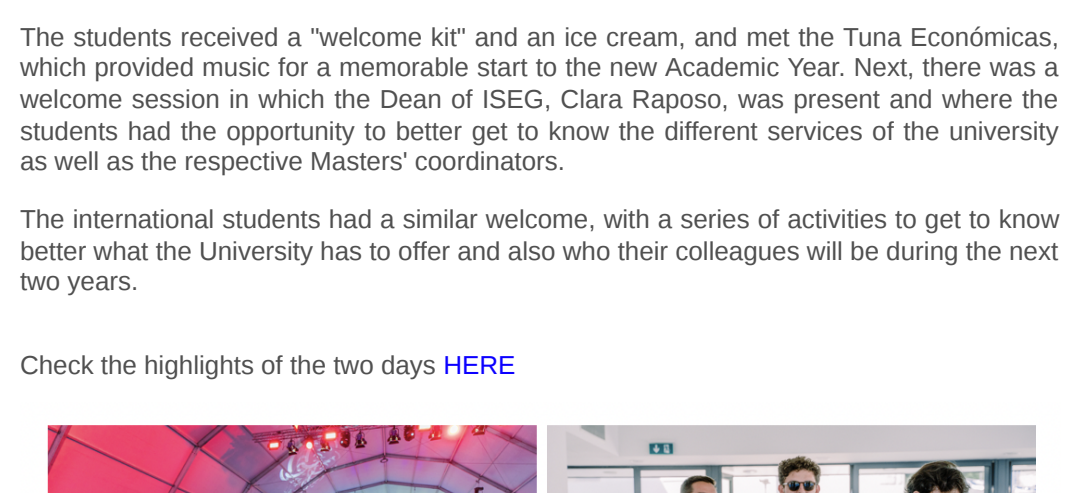 The students received a "welcome kit" and an ice cream, and met the Tuna Económicas,
which provided music for a memorable start to the new Academic Year. Next, there was a
welcome session in which the Dean of ISEG, Clara Raposo, was present and where the
students had the opportunity to better get to know the different services of the university
as well as the respective Masters' coordinators.
The international students had a similar welcome, with a series of activities to get to know
better what the University has to offer and also who their colleagues will be during the next
two years.
Check the highlights of the two days HERE